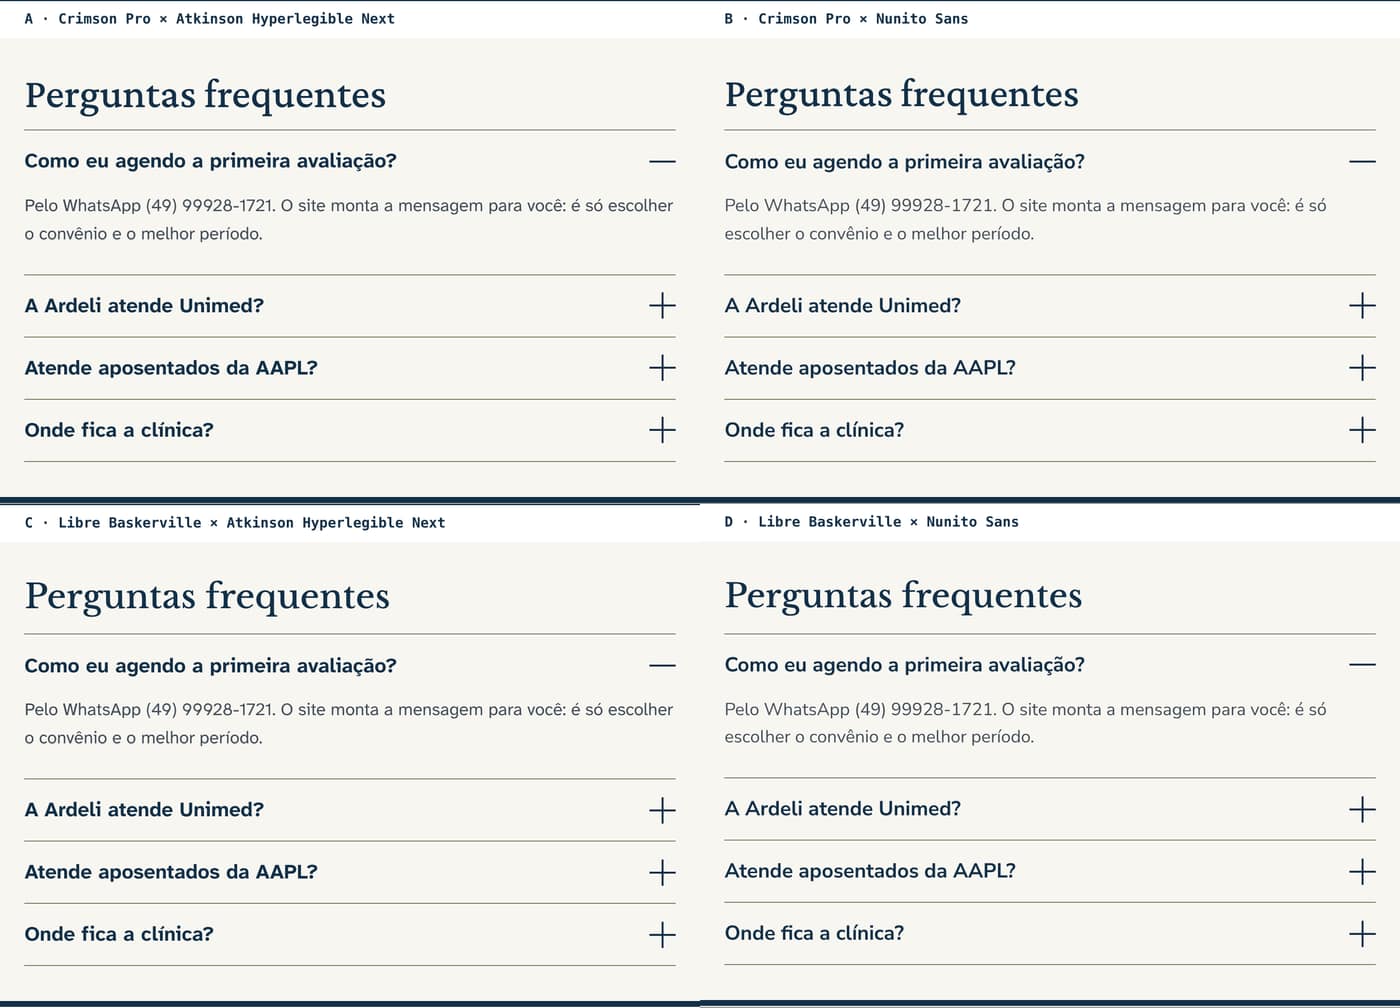 A · Crimson Pro × Atkinson Hyperlegible Next
Perguntas frequentes
Como eu agendo a primeira avaliação?
Pelo WhatsApp (49) 99928-1721. O site monta a mensagem para você: é só escolher
o convênio e o melhor período.
A Ardeli atende Unimed?
Atende aposentados da AAPL?
Onde fica a clínica?
B · Crimson Pro × Nunito Sans
Perguntas frequentes
Como eu agendo a primeira avaliação?
Pelo WhatsApp (49) 99928-1721. O site monta a mensagem para você: é só
escolher o convênio e o melhor período.
A Ardeli atende Unimed?
Atende aposentados da AAPL?
Onde fica a clínica?
C · Libre Baskerville × Atkinson Hyperlegible Next
Perguntas frequentes
Como eu agendo a primeira avaliação?
Pelo WhatsApp (49) 99928-1721. O site monta a mensagem para você: é só escolher
o convênio e o melhor período.
A Ardeli atende Unimed?
Atende aposentados da AAPL?
Onde fica a clínica?
D · Libre Baskerville × Nunito Sans
Perguntas frequentes
Como eu agendo a primeira avaliação?
Pelo WhatsApp (49) 99928-1721. O site monta a mensagem para você: é só
escolher o convênio e o melhor período.
A Ardeli atende Unimed?
Atende aposentados da AAPL?
Onde fica a clínica?